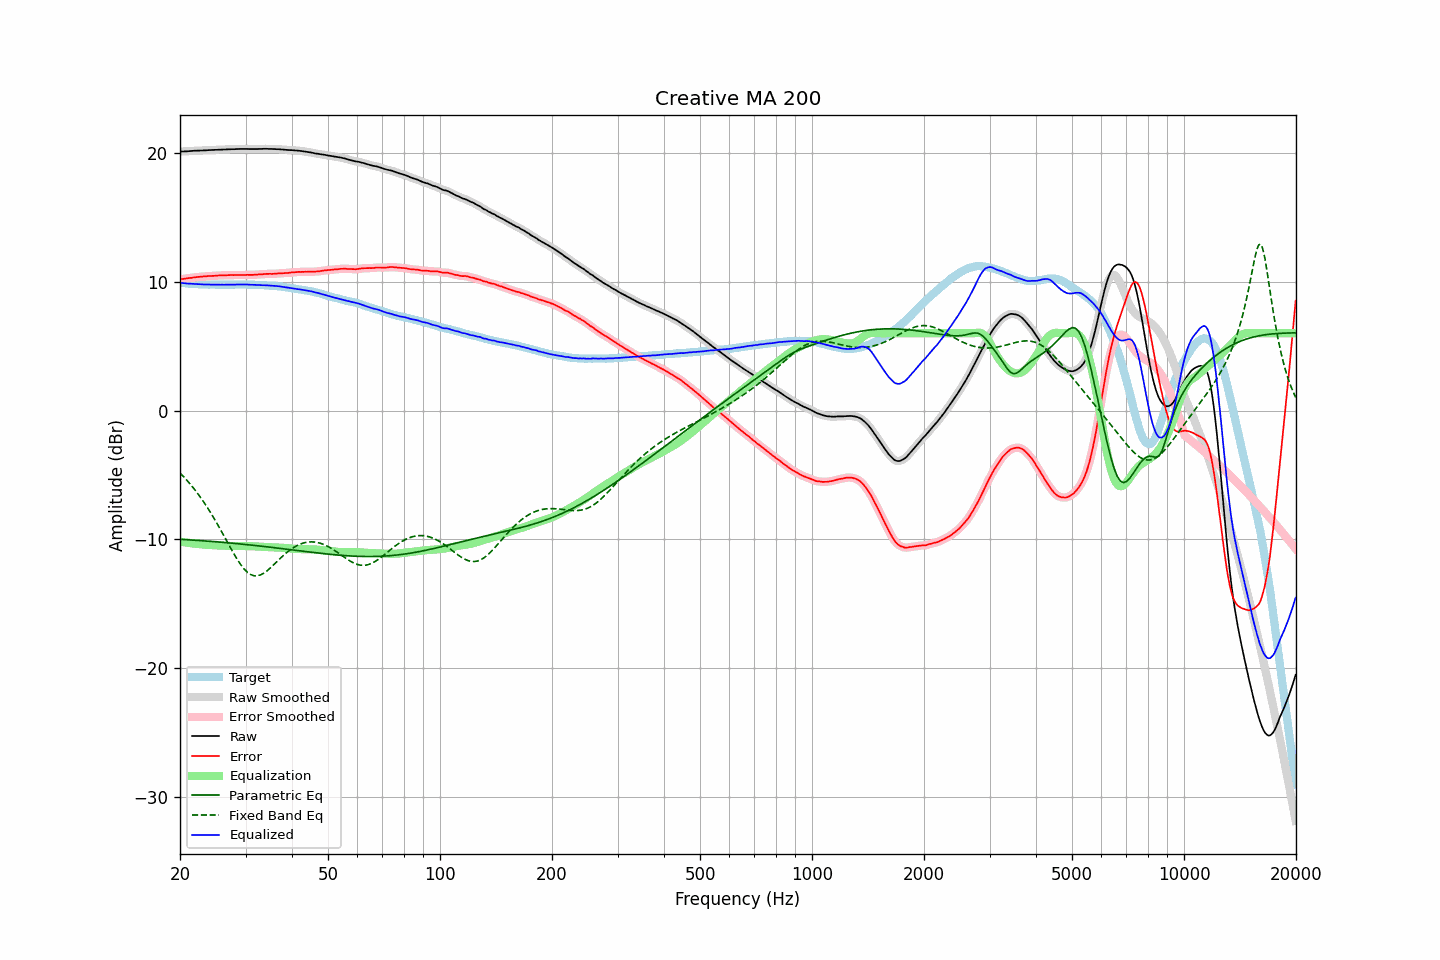 Creative MA 200
Amplitude (dBr)
20
10
0
−10
−20
−30
Target
Raw Smoothed
Error Smoothed
Raw
Error
Equalization
Parametric Eq
Fixed Band Eq
Equalized
20 50 100 200 500 1000 2000 5000 10000 20000
Frequency (Hz)